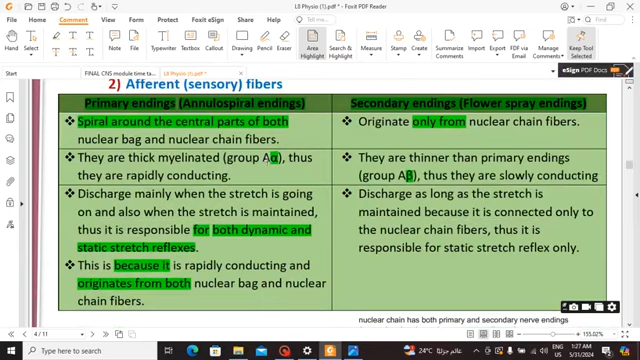 L8 Physio (1).pdf * - Foxit PDF Reader
File Home Comment View Form Protect Foxit eSign Share Help Tell me...
Hand Select Note File Typewriter Textbox Callout Drawing Pencil Eraser Area Highlight Search & Highlight Measure Stamp Create Summarize Comments Import Export FDF via Email Manage Comments Keep Tool Selected
Start FINAL CNS module time ta... L8 Physio (1).pdf * eSign PDF Docs
2) Afferent (sensory) fibers
Primary endings (Annulospiral endings)
Secondary endings (Flower spray endings)
❖ Spiral around the central parts of both
nuclear bag and nuclear chain fibers.
❖ Originate only from nuclear chain fibers.
❖ They are thick myelinated (group Aα), thus
they are rapidly conducting.
❖ They are thinner than primary endings
(group Aβ), thus they are slowly conducting
❖ Discharge mainly when the stretch is going
on and also when the stretch is maintained,
thus it is responsible for both dynamic and
static stretch reflexes.
❖ This is because it is rapidly conducting and
originates from both nuclear bag and nuclear
chain fibers.
❖ Discharge as long as the stretch is
maintained because it is connected only to
the nuclear chain fibers, thus it is
responsible for static stretch reflex only.
nuclear chain has both primary and secondary nerve endings
4 / 11
155.02%
Type here to search
24°C
ENG
1:27 AM
5/31/2024